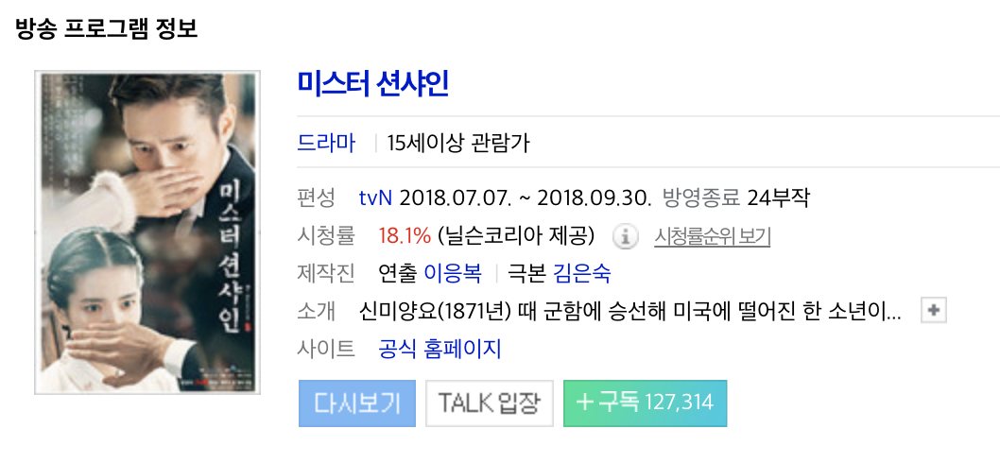 방송 프로그램 정보
미스터 션샤인
드라마 | 15세이상 관람가
편성 tvN 2018.07.07. ~ 2018.09.30. 방영종료 24부작
시청률 18.1% (닐슨코리아 제공) i 시청률순위 보기
제작진 연출 이응복 | 극본 김은숙
소개 신미양요(1871년) 때 군함에 승선해 미국에 떨어진 한 소년이...
사이트 공식 홈페이지
다시보기 TALK 입장 + 구독 127,314
미스터 션샤인